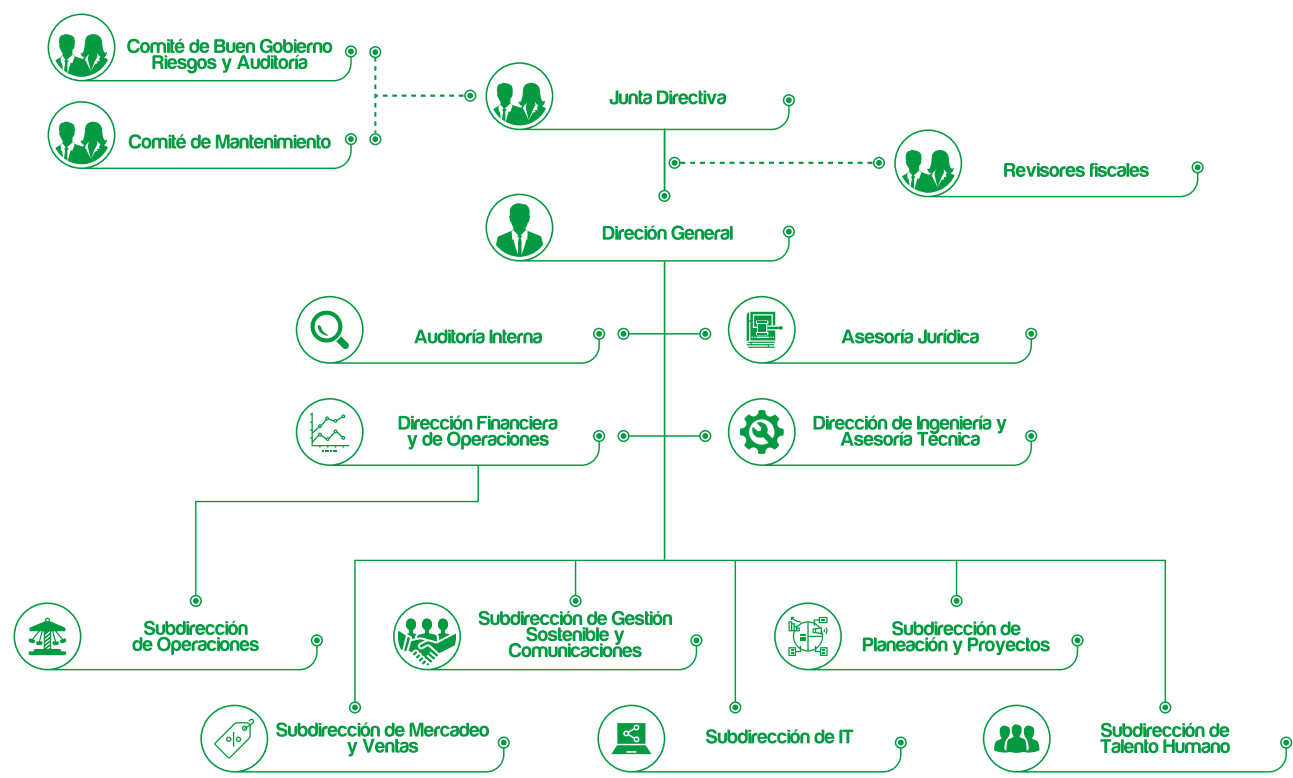 Comité de Buen Gobierno
Riesgos y Auditoría
Junta Directiva
Comité de Mantenimiento
Revisores fiscales
Direción General
Auditoría Interna
Asesoría Jurídica
Dirección Financiera
y de Operaciones
Dirección de Ingeniería y
Asesoría Técnica
Subdirección
de Operaciones
Subdirección de Gestión
Sostenible y
Comunicaciones
Subdirección de
Planeación y Proyectos
Subdirección de Mercadeo
y Ventas
Subdirección de IT
Subdirección de
Talento Humano